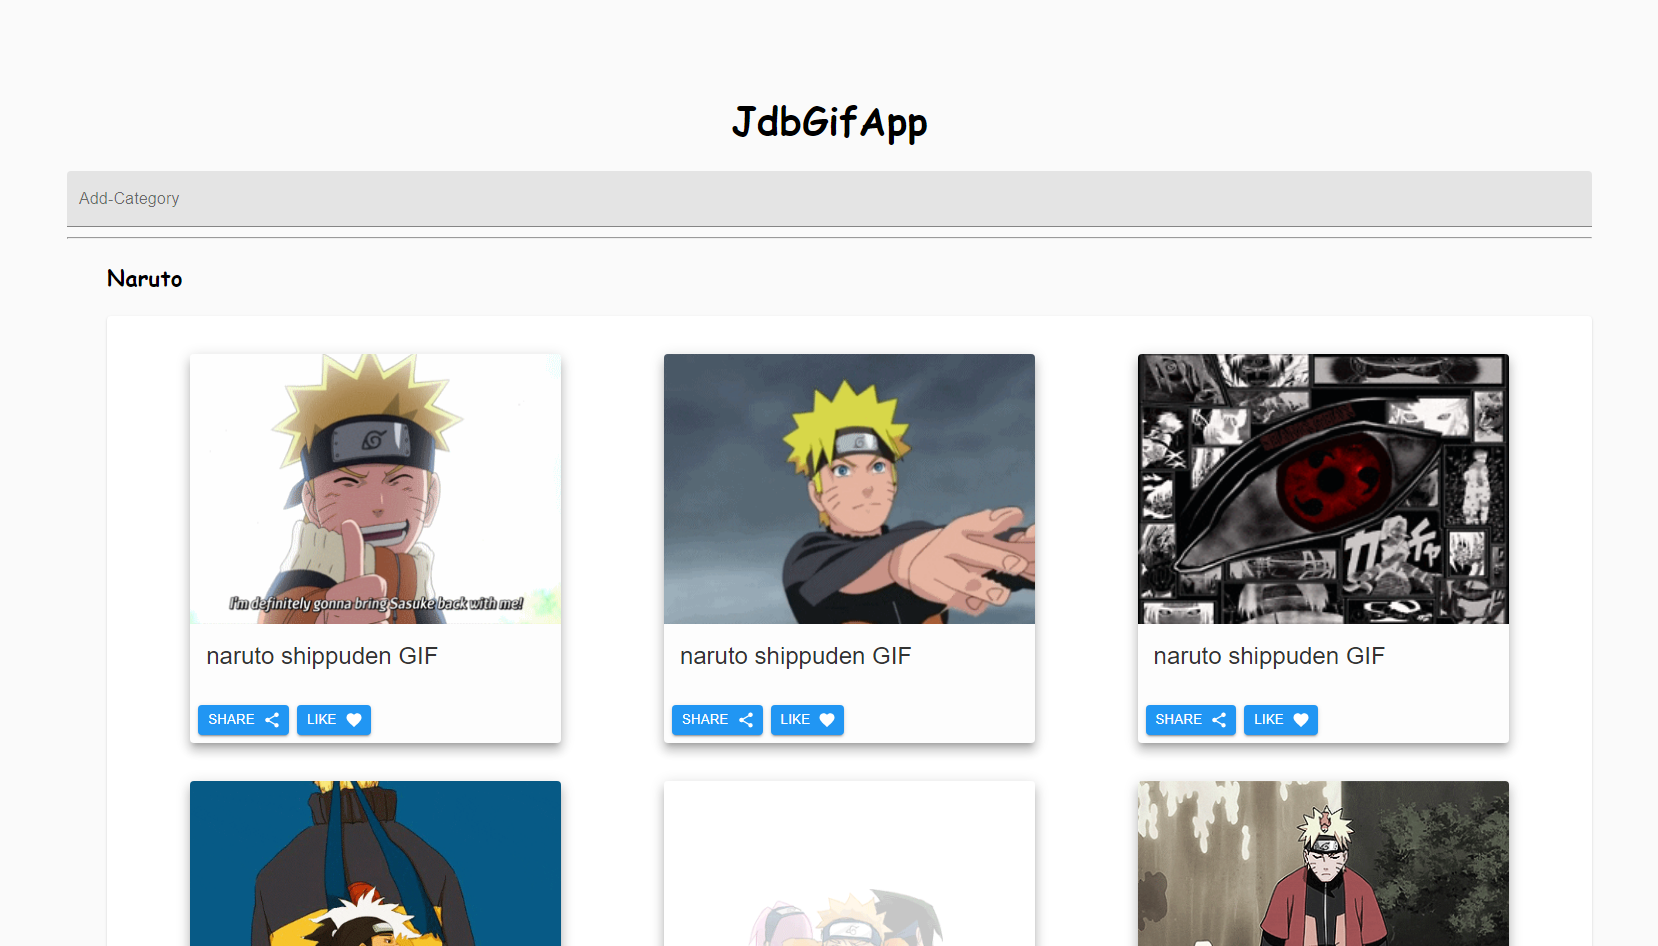 JdbGifApp
Add-Category
Naruto
I'm definitely gonna bring Sasuke back with me!
naruto shippuden GIF
SHARE
LIKE
naruto shippuden GIF
SHARE
LIKE
naruto shippuden GIF
SHARE
LIKE